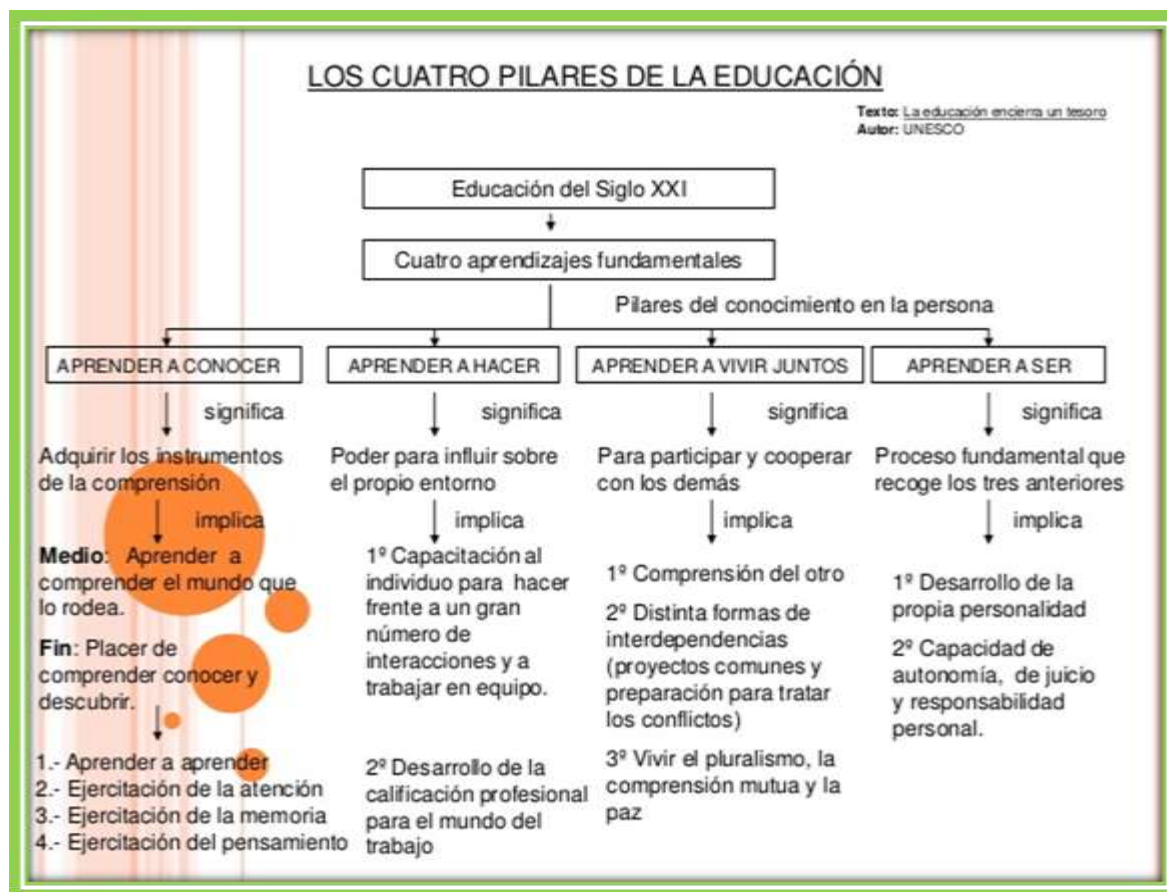 LOS CUATRO PILARES DE LA EDUCACIÓN
Texto: La educación encierra un tesoro
Autor: UNESCO
Educación del Siglo XXI
Cuatro aprendizajes fundamentales
Pilares del conocimiento en la persona
APRENDER A CONOCER
significa
Adquirir los instrumentos
de la comprensión
implica
Medio: Aprender a
comprender el mundo que
lo rodea.
Fin: Placer de
comprender conocer y
descubrir.
1.- Aprender a aprender
2.- Ejercitación de la atención
3.- Ejercitación de la memoria
4.- Ejercitación del pensamiento
APRENDER A HACER
significa
Poder para influir sobre
el propio entorno
implica
1º Capacitación al
individuo para hacer
frente a un gran
número de
interacciones y a
trabajar en equipo.
2º Desarrollo de la
calificación profesional
para el mundo del
trabajo
APRENDER A VIVIR JUNTOS
significa
Para participar y cooperar
con los demás
implica
1º Comprensión del otro
2º Distinta formas de
interdependencias
(proyectos comunes y
preparación para tratar
los conflictos)
3º Vivir el pluralismo, la
comprensión mutua y la
paz
APRENDER A SER
significa
Proceso fundamental que
recoge los tres anteriores
implica
1º Desarrollo de la
propia personalidad
2º Capacidad de
autonomía, de juicio
y responsabilidad
personal.